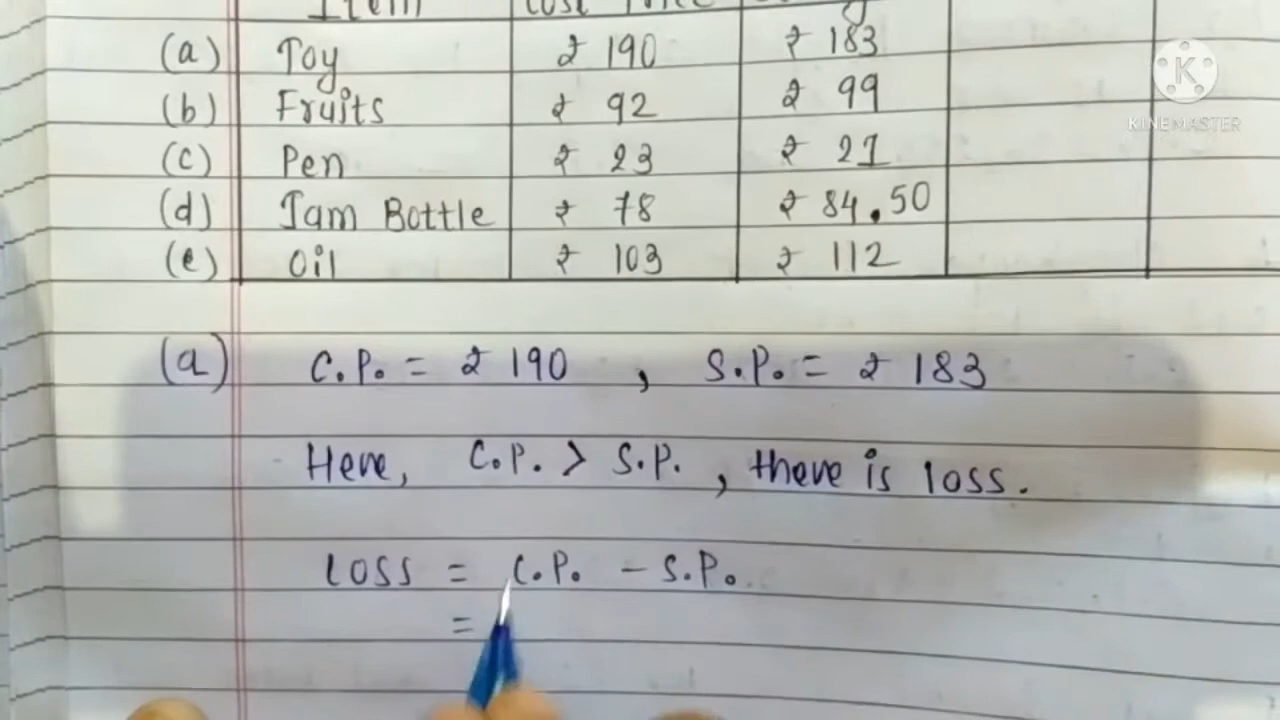 Item
(a) Toy ₹ 190 ₹ 183
(b) Fruits ₹ 92 ₹ 99
(c) Pen ₹ 23 ₹ 21
(d) Jam Bottle ₹ 78 ₹ 84.50
(e) Oil ₹ 103 ₹ 112
K
KINEMASTER
(a) C.P. = ₹ 190 , S.P. = ₹ 183
Here, C.P. > S.P. , there is loss.
Loss = C.P. - S.P.
=